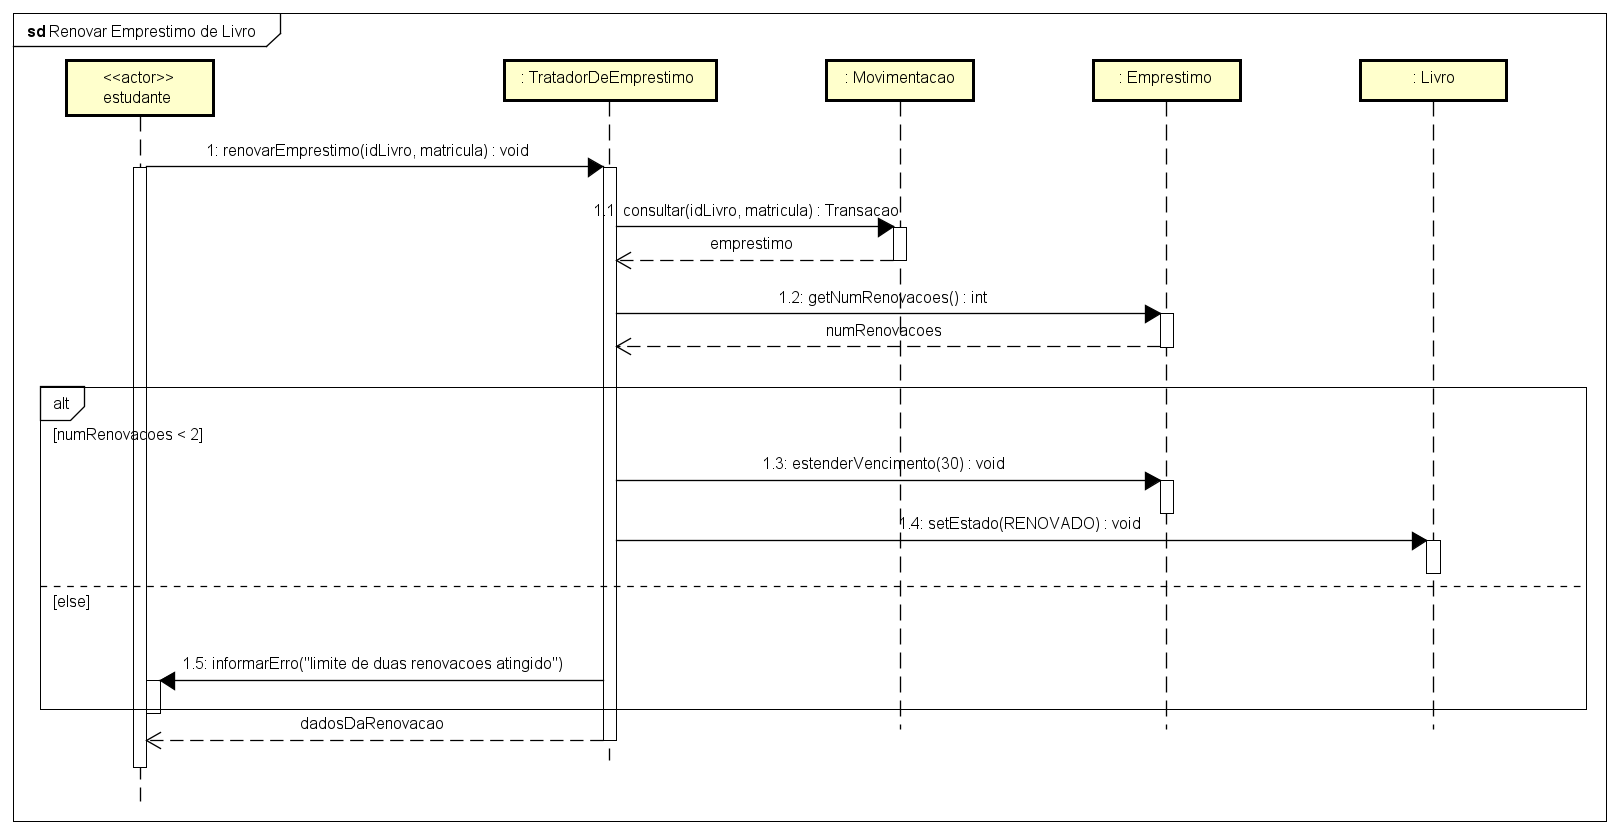 sd Renovar Emprestimo de Livro
<<actor>>
estudante
: TratadorDeEmprestimo
: Movimentacao
: Emprestimo
: Livro
1: renovarEmprestimo(idLivro, matricula) : void
1.1: consultar(idLivro, matricula) : Transacao
emprestimo
1.2: getNumRenovacoes() : int
numRenovacoes
alt
[numRenovacoes < 2]
1.3: estenderVencimento(30) : void
1.4: setEstado(RENOVADO) : void
[else]
1.5: informarErro("limite de duas renovacoes atingido")
dadosDaRenovacao